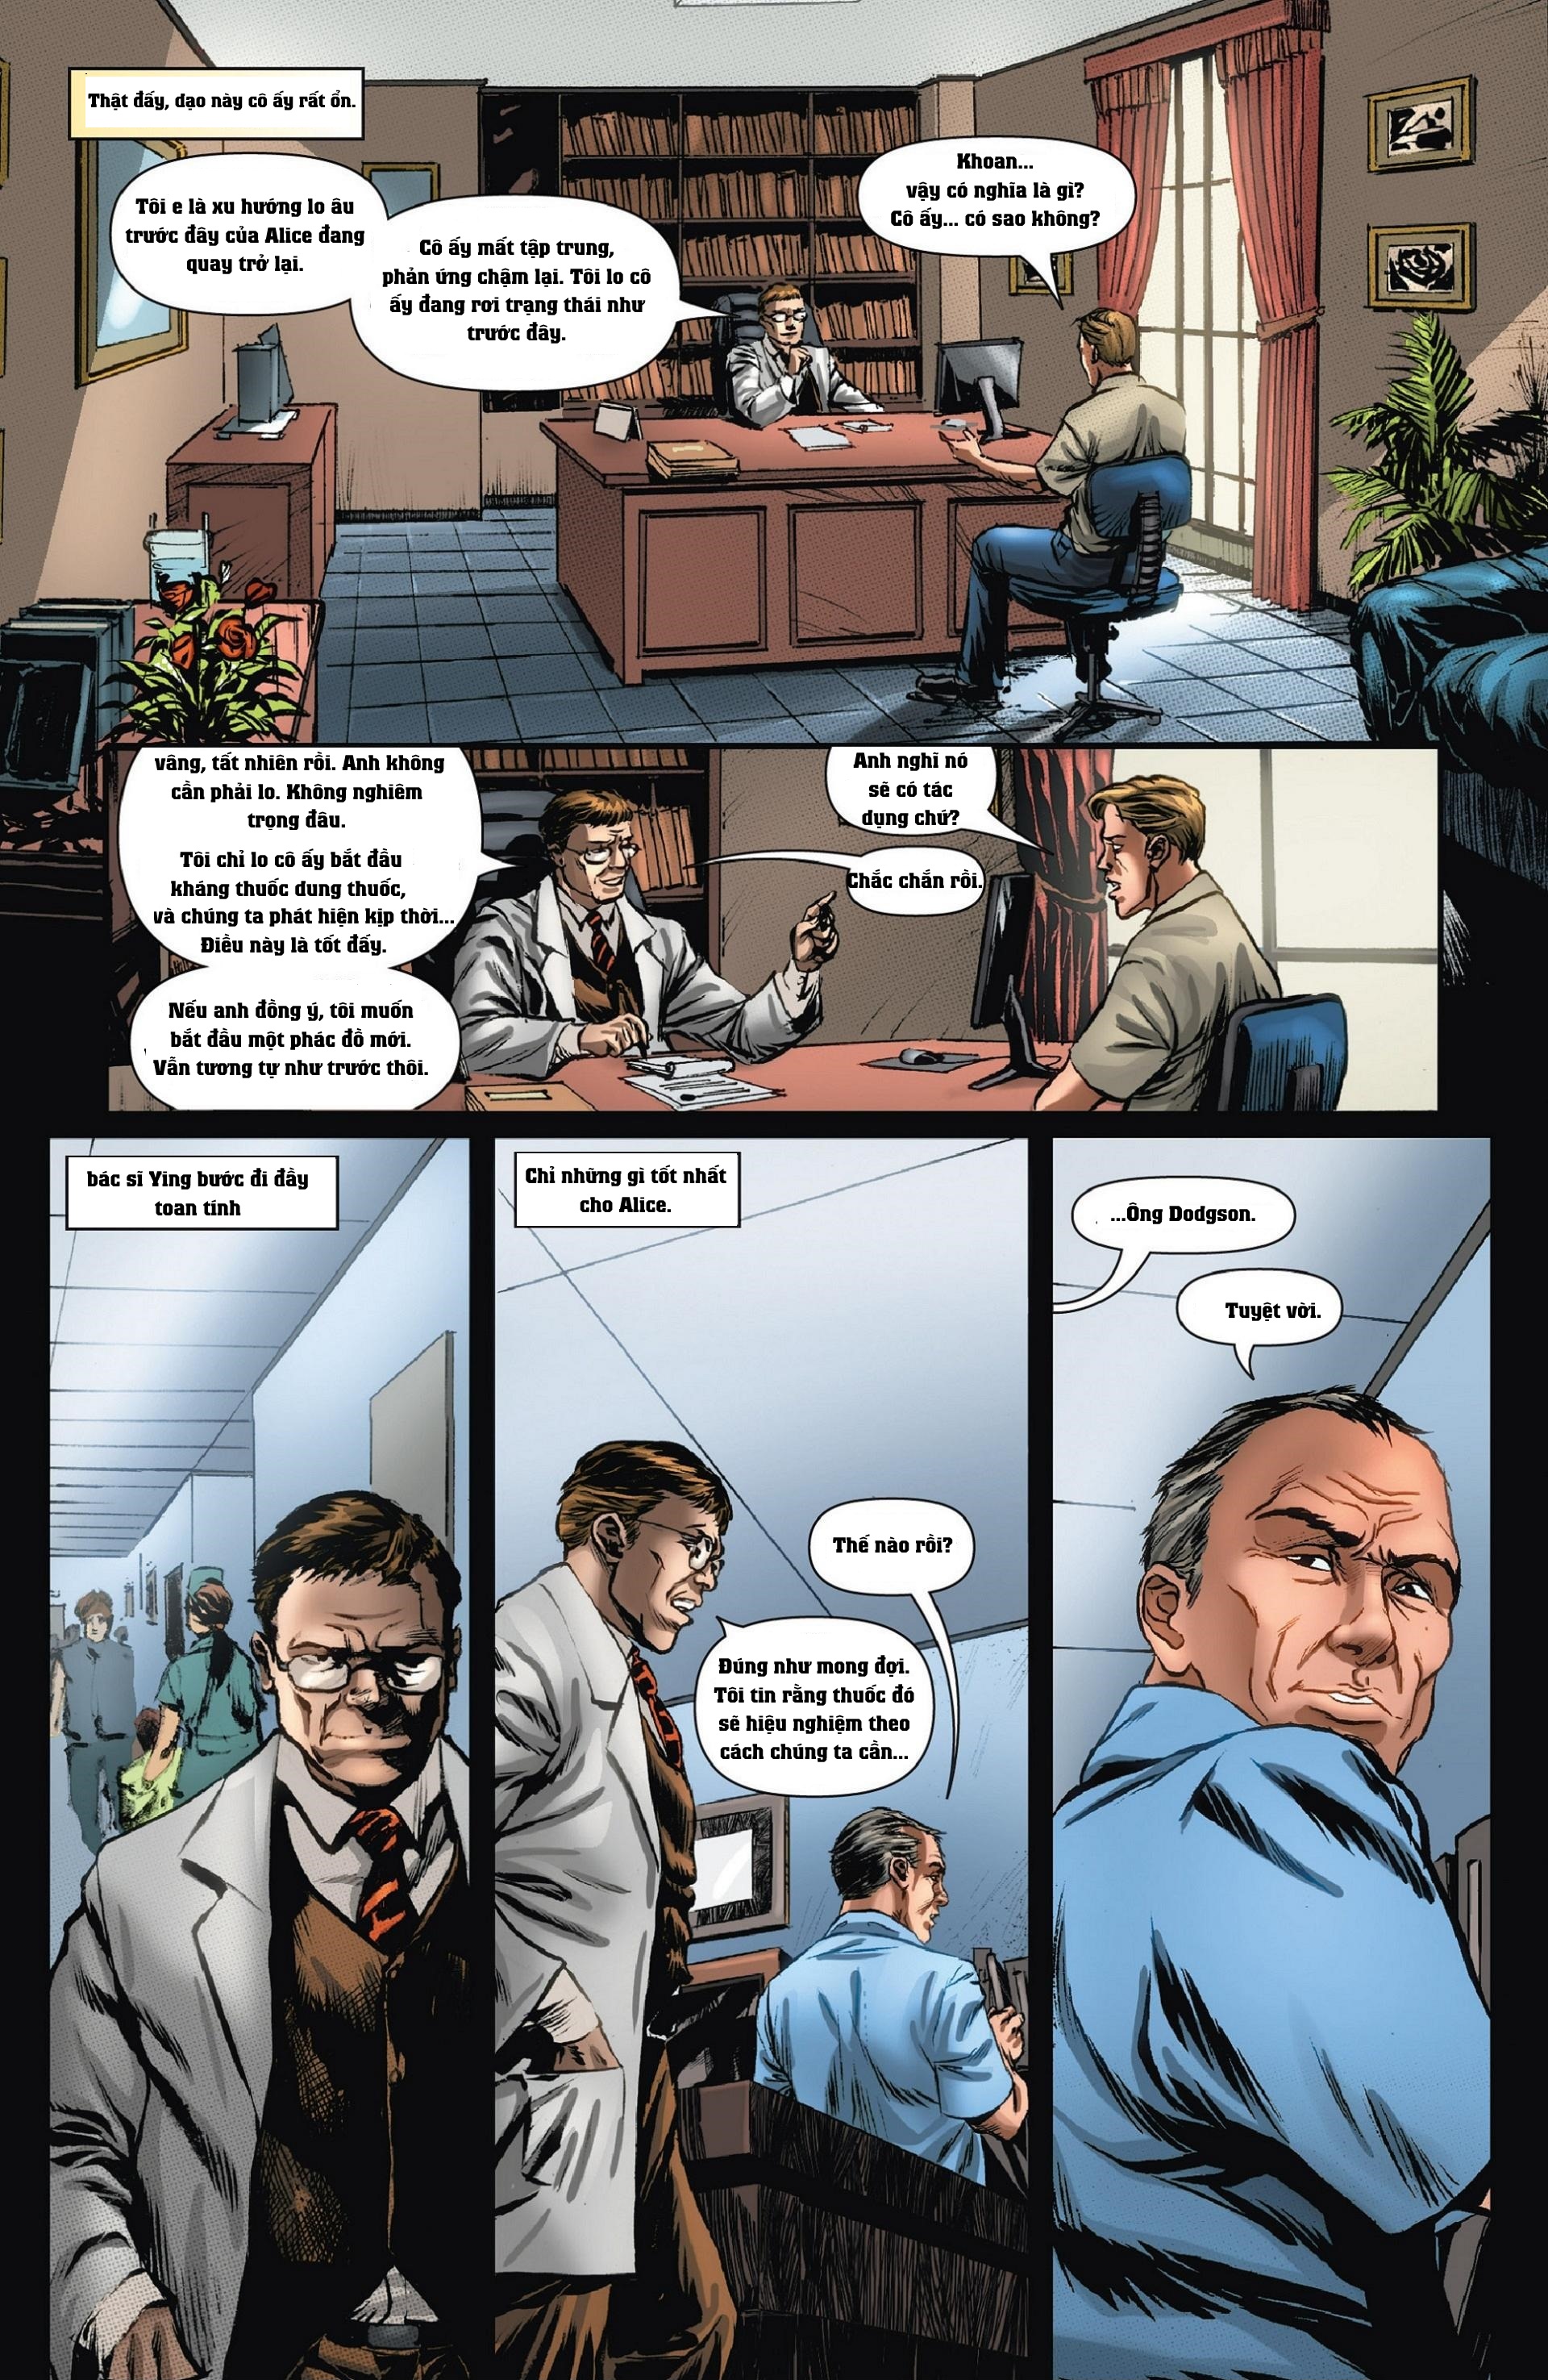 Thật đấy, dạo này cô ấy rất ổn.
Tôi e là xu hướng lo âu
trước đây của Alice đang
quay trở lại.
Cô ấy mất tập trung,
phản ứng chậm lại. Tôi lo cô
ấy đang rơi trạng thái như
trước đây.
Khoan...
vậy có nghĩa là gì?
Cô ấy... có sao không?
vâng, tất nhiên rồi. Anh không
cần phải lo. Không nghiêm
trọng đâu.
Tôi chỉ lo cô ấy bắt đầu
kháng thuốc dung thuốc,
và chúng ta phát hiện kịp thời...
Điều này là tốt đấy.
Nếu anh đồng ý, tôi muốn
bắt đầu một phác đồ mới.
Vẫn tương tự như trước thôi.
Anh nghĩ nó
sẽ có tác
dụng chứ?
Chắc chắn rồi.
bác sĩ Ying bước đi đầy
toan tính
Chỉ những gì tốt nhất
cho Alice.
Thế nào rồi?
Đúng như mong đợi.
Tôi tin rằng thuốc đó
sẽ hiệu nghiệm theo
cách chúng ta cần...
...Ông Dodgson.
Tuyệt vời.